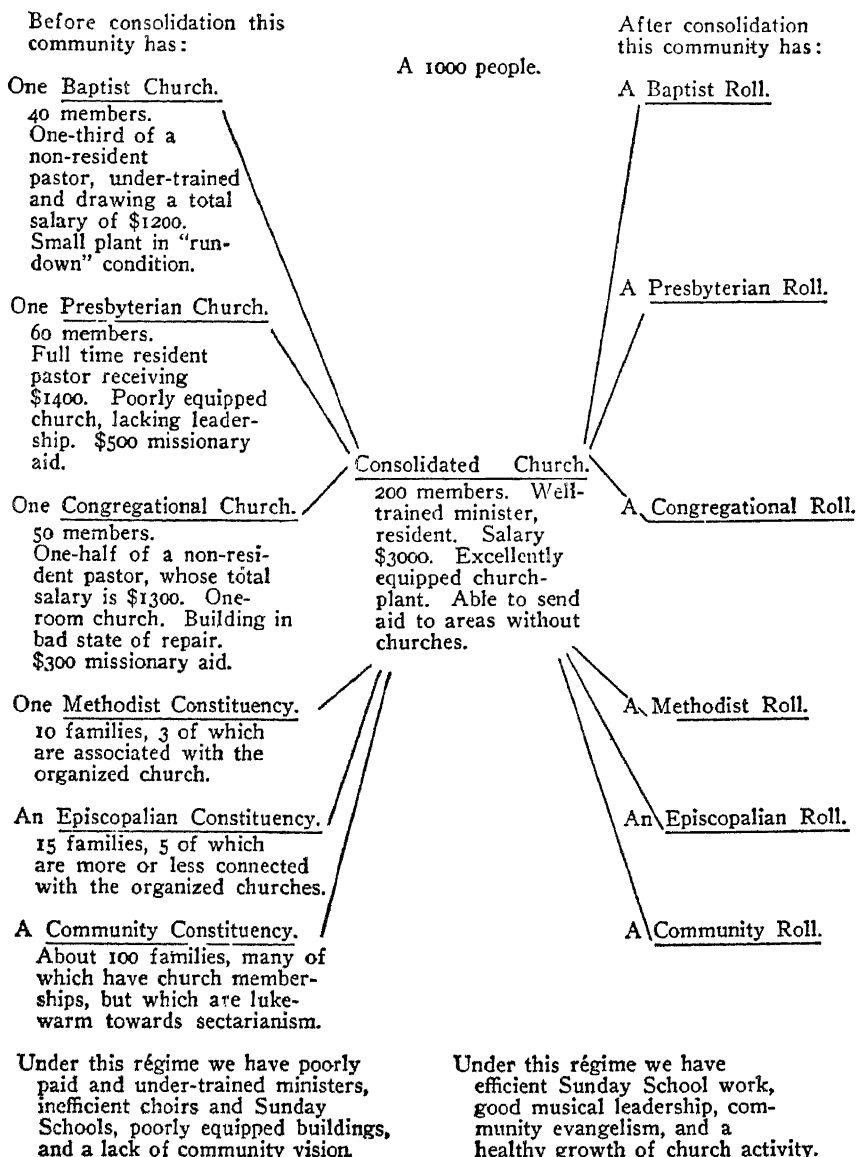 Before consolidation this
community has:
A 1000 people.
After consolidation
this community has:
One Baptist Church.
40 members.
One-third of a
non-resident
pastor, under-trained
and drawing a total
salary of $1200.
Small plant in “run-
down” condition.
One Presbyterian Church.
60 members.
Full time resident
pastor receiving
$1400. Poorly equipped
church, lacking leader-
ship. $500 missionary
aid.
One Congregational Church.
50 members.
One-half of a non-resi-
dent pastor, whose total
salary is $1300. One-
room church. Building in
bad state of repair.
$300 missionary aid.
One Methodist Constituency.
10 families, 3 of which
are associated with the
organized church.
An Episcopalian Constituency.
15 families, 5 of which
are more or less connected
with the organized churches.
A Community Constituency.
About 100 families, many of
which have church member-
ships, but which are luke-
warm towards sectarianism.
Consolidated Church.
200 members. Well-
trained minister,
resident. Salary
$3000. Excellently
equipped church-
plant. Able to send
aid to areas without
churches.
A Baptist Roll.
A Presbyterian Roll.
A Congregational Roll.
A Methodist Roll.
An Episcopalian Roll.
A Community Roll.
Under this régime we have poorly
paid and under-trained ministers,
inefficient choirs and Sunday
Schools, poorly equipped buildings,
and a lack of community vision
Under this régime we have
efficient Sunday School work,
good musical leadership, com-
munity evangelism, and a
healthy growth of church activity.